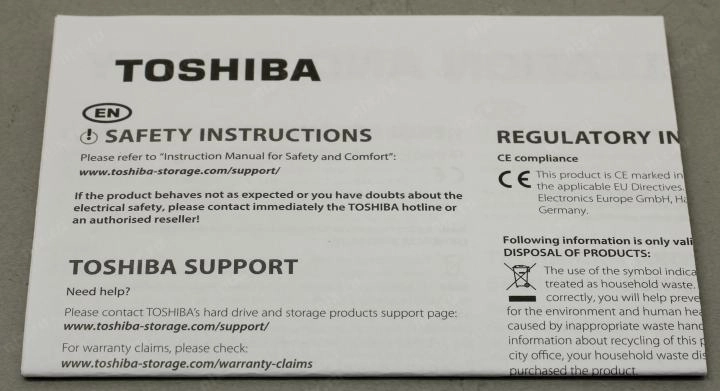 TOSHIBA
EN
SAFETY INSTRUCTIONS
Please refer to "Instruction Manual for Safety and Comfort":
www.toshiba-storage.com/support/
If the product behaves not as expected or you have doubts about the
electrical safety, please contact immediately the TOSHIBA hotline or
an authorised reseller!
TOSHIBA SUPPORT
Need help?
Please contact TOSHIBA's hard drive and storage products support page:
www.toshiba-storage.com/support/
For warranty claims, please check:
www.toshiba-storage.com/warranty-claims
REGULATORY IN
CE compliance
CE This product is CE marked in
the applicable EU Directives.
Electronics Europe GmbH, Ha
Germany.
Following information is only vali
DISPOSAL OF PRODUCTS:
The use of the symbol indica
treated as household waste.
correctly, you will help preve
for the environment and human hea
caused by inappropriate waste hand
information about recycling of this p
city office, your household waste dis
purchased the product.